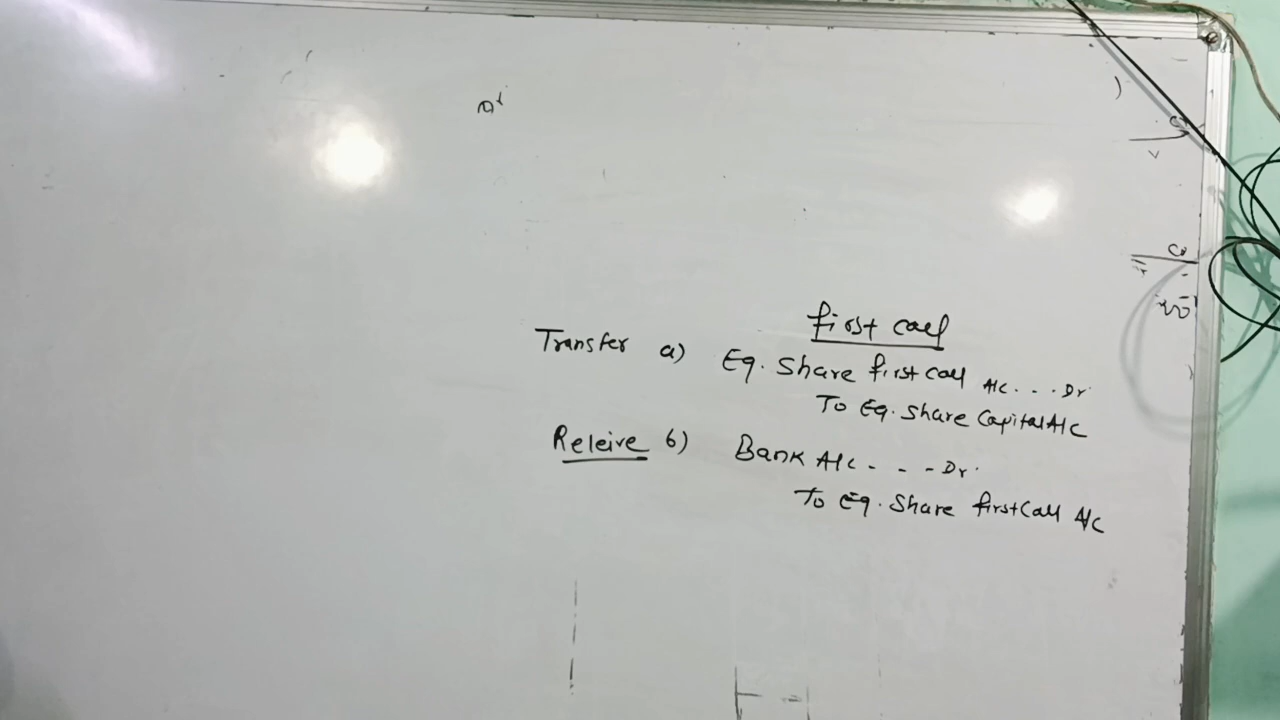 first call
Transfer a) Eq. Share first Call A/c . . . Dr.
To Eq. Share Capital A/c
Releive b) Bank A/c . - - Dr.
To Eq. Share first Call A/c